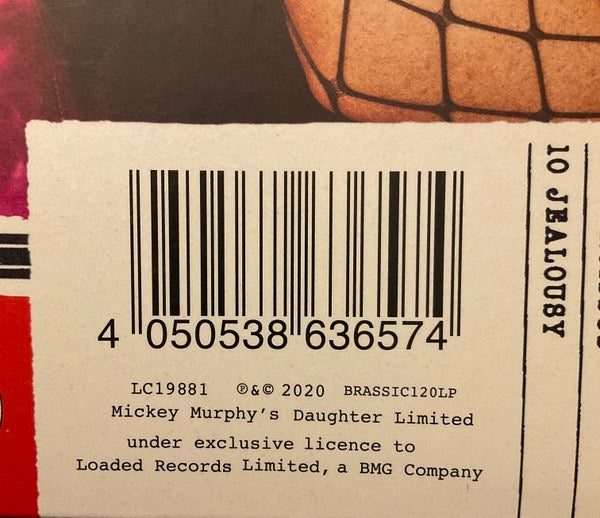 4 050538 636574
LC19881 ℗&© 2020 BRASSIC120LP
Mickey Murphy's Daughter Limited
under exclusive licence to
Loaded Records Limited, a BMG Company
10 JEALOUSY